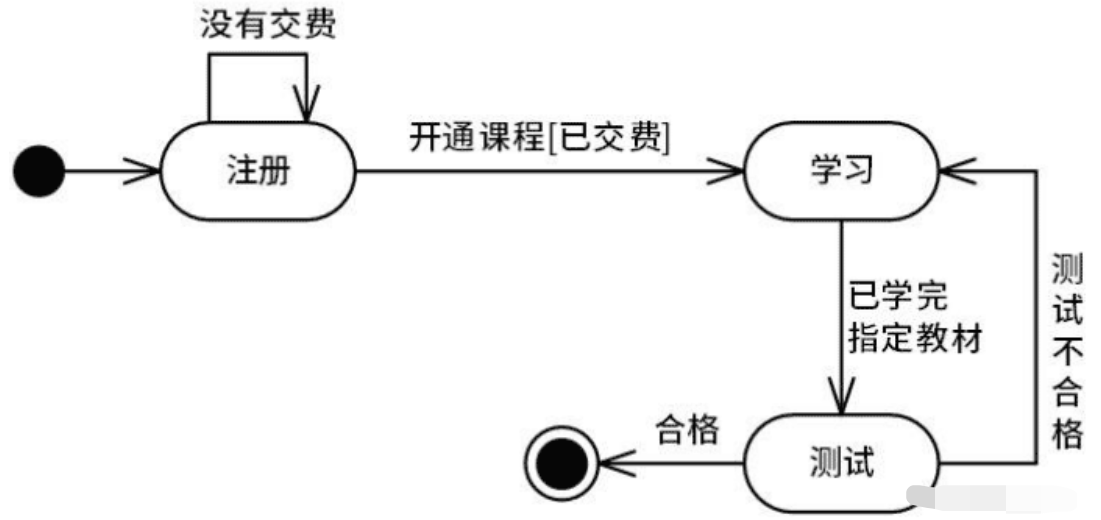 没有交费
注册
开通课程[已交费]
学习
已学完
指定教材
测试不合格
合格
测试